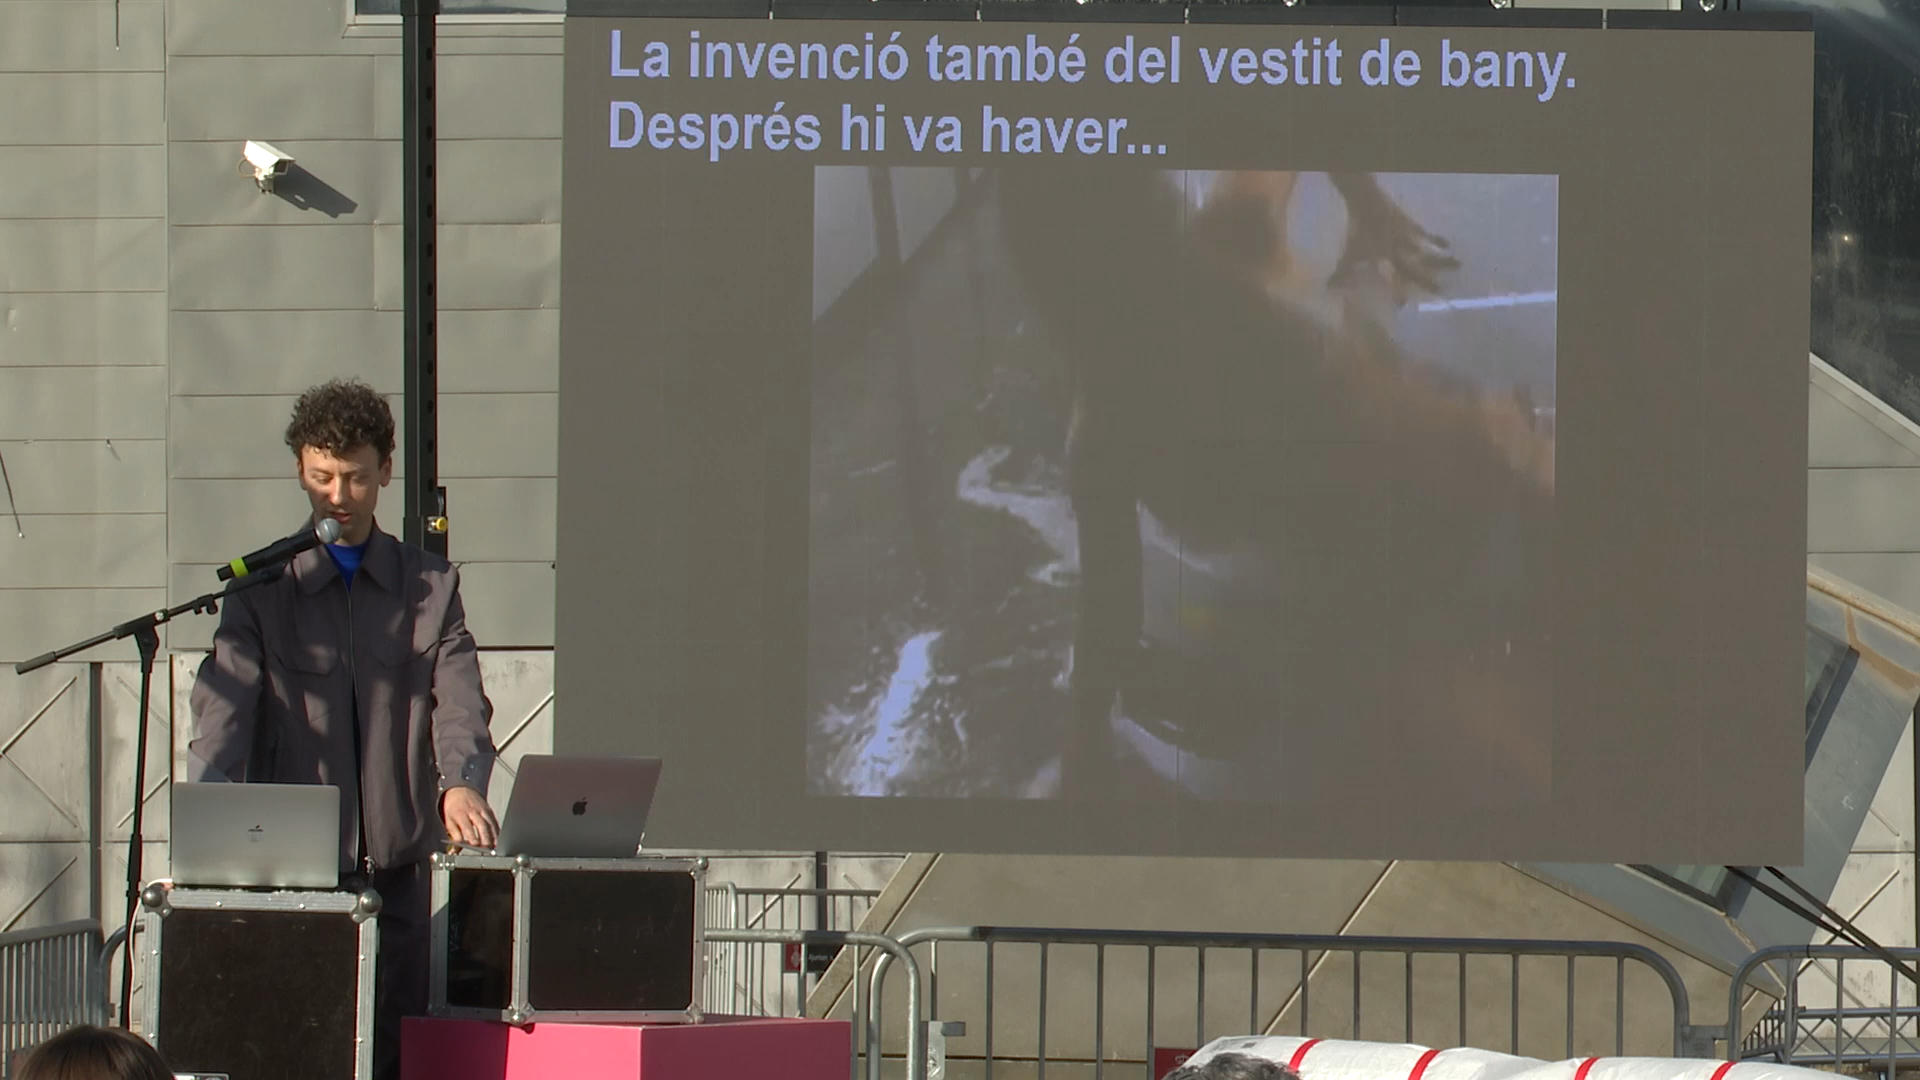 La invenció també del vestit de bany.
Després hi va haver...